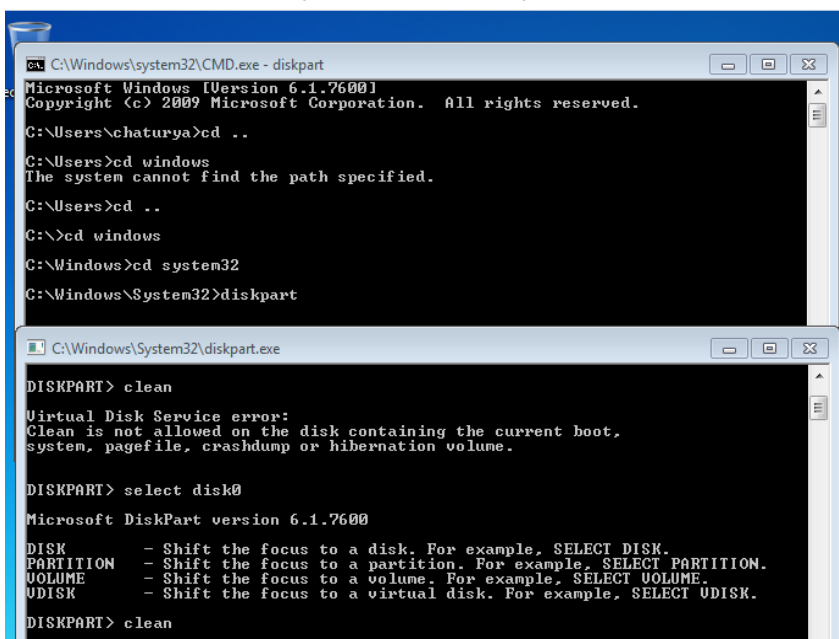 C:\Windows\system32\CMD.exe - diskpart
Microsoft Windows [Version 6.1.7600]
Copyright (c) 2009 Microsoft Corporation.  All rights reserved.
C:\Users\chaturya>cd ..
C:\Users>cd windows
The system cannot find the path specified.
C:\Users>cd ..
C:\>cd windows
C:\Windows>cd system32
C:\Windows\System32>diskpart
C:\Windows\System32\diskpart.exe
DISKPART> clean
Virtual Disk Service error:
Clean is not allowed on the disk containing the current boot,
system, pagefile, crashdump or hibernation volume.
DISKPART> select disk0
Microsoft DiskPart version 6.1.7600
DISK        - Shift the focus to a disk. For example, SELECT DISK.
PARTITION   - Shift the focus to a partition. For example, SELECT PARTITION.
VOLUME      - Shift the focus to a volume. For example, SELECT VOLUME.
VDISK       - Shift the focus to a virtual disk. For example, SELECT VDISK.
DISKPART> clean